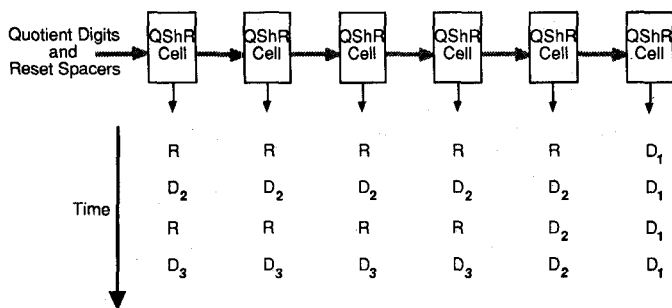 Quotient Digits
and
Reset Spacers
QShR
Cell
QShR
Cell
QShR
Cell
QShR
Cell
QShR
Cell
QShR
Cell
Time
R R R R R D₁
D₂ D₂ D₂ D₂ D₂ D₁
R R R R D₂ D₁
D₃ D₃ D₃ D₃ D₂ D₁